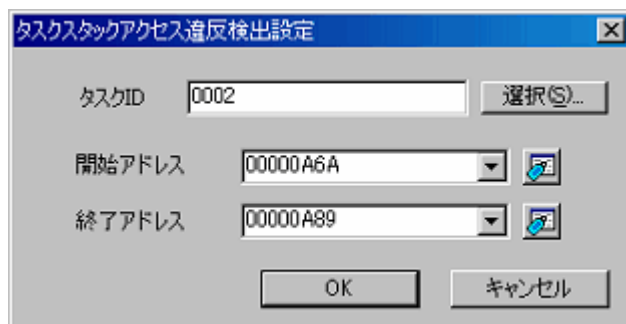 タスクスタックアクセス違反検出設定
タスクID 0002 選択(S)...
開始アドレス 00000A6A
終了アドレス 00000A89
OK キャンセル